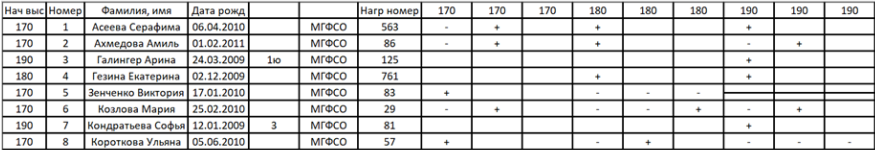 Нач выс Номер Фамилия, имя Дата рожд Нагр номер 170 170 170 180 180 180 190 190 190
170 1 Асеева Серафима 06.04.2010 МГФСО 563 - + + +
170 2 Ахмедова Амиль 01.02.2011 МГФСО 86 - + + - +
190 3 Галингер Арина 24.03.2009 1ю МГФСО 125 +
180 4 Гезина Екатерина 02.12.2009 МГФСО 761 + +
170 5 Зенченко Виктория 17.01.2010 МГФСО 83 + - - -
170 6 Козлова Мария 25.02.2010 МГФСО 29 - + - - + - +
190 7 Кондратьева Софья 12.01.2009 3 МГФСО 81 +
170 8 Короткова Ульяна 05.06.2010 МГФСО 57 + - + - - -